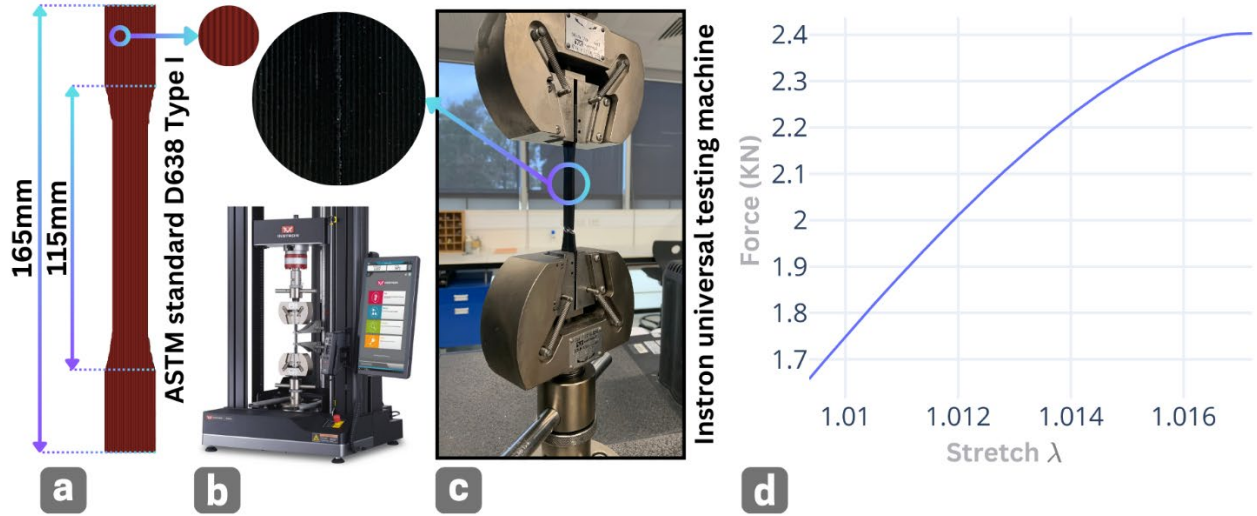 165mm
115mm
ASTM standard D638 Type I
Instron universal testing machine
Force (KN)
2.4
2.3
2.2
2.1
2
1.9
1.8
1.7
1.01
1.012
1.014
1.016
Stretch λ
a
b
c
d